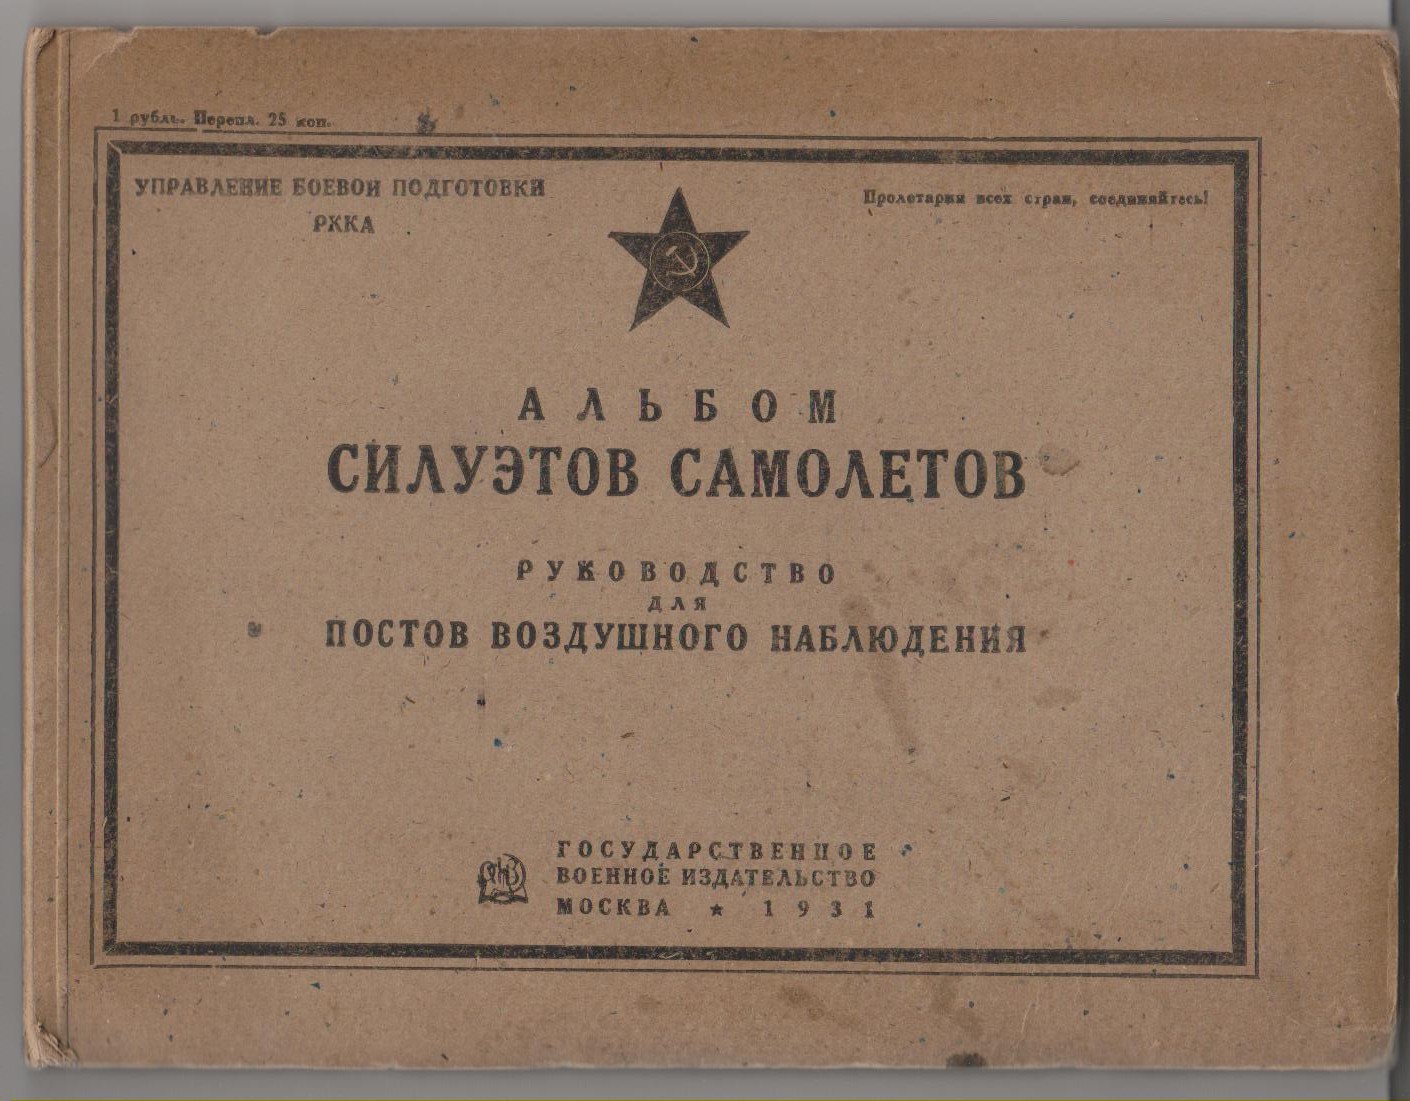 1 рубль. Перепл. 25 коп.
УПРАВЛЕНИЕ БОЕВОЙ ПОДГОТОВКИ
РККА
Пролетарии всех стран, соединяйтесь!
АЛЬБОМ
СИЛУЭТОВ САМОЛЕТОВ
РУКОВОДСТВО
ДЛЯ
ПОСТОВ ВОЗДУШНОГО НАБЛЮДЕНИЯ
ГОСУДАРСТВЕННОЕ
ВОЕННОЕ ИЗДАТЕЛЬСТВО
МОСКВА ★ 1931